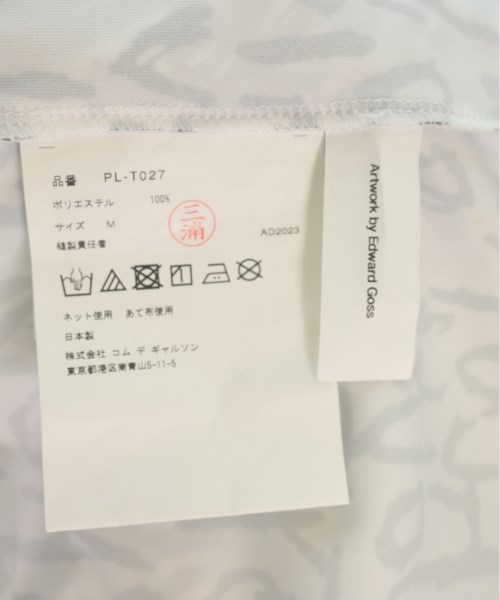 品番 PL-T027
ポリエステル 100%
サイズ M
縫製責任者
三浦
AD2023
ネット使用 あて布使用
日本製
株式会社 コム デ ギャルソン
東京都港区南青山5-11-5
Artwork by Edward Goss